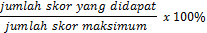 jumlah skor yang didapat
jumlah skor maksimum
x 100%